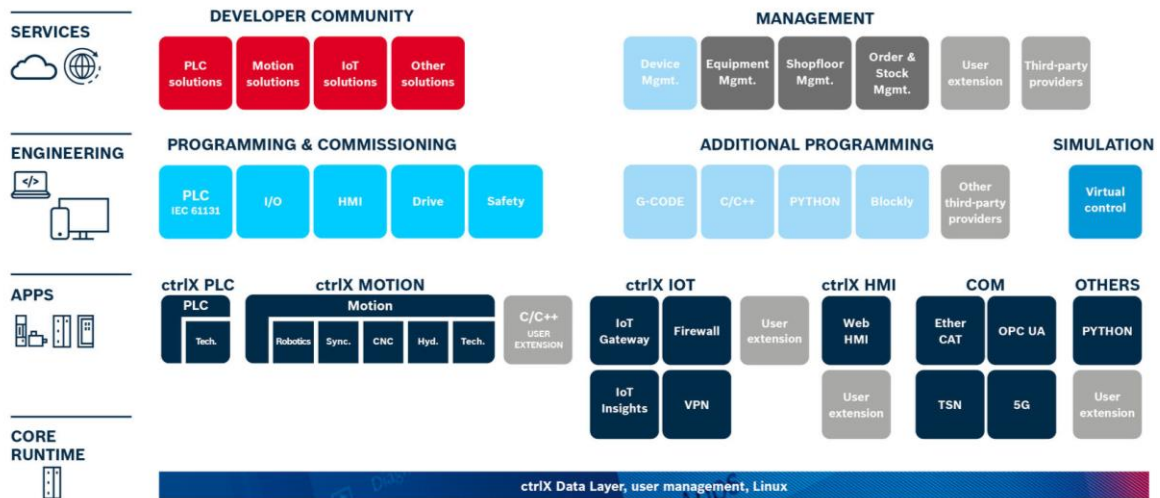 SERVICES
DEVELOPER COMMUNITY
PLC
solutions
Motion
solutions
IoT
solutions
Other
solutions
MANAGEMENT
Device
Mgmt.
Equipment
Mgmt.
Shopfloor
Mgmt.
Order &
Stock
Mgmt.
User
extension
Third-party
providers
ENGINEERING
</>
PROGRAMMING & COMMISSIONING
PLC
IEC 61131
I/O
HMI
Drive
Safety
ADDITIONAL PROGRAMMING
G-CODE
C/C++
PYTHON
Blockly
Other
third-party
providers
SIMULATION
Virtual
control
APPS
ctrlX PLC
PLC
Tech.
ctrlX MOTION
Motion
Robotics
Sync.
CNC
Hyd.
Tech.
C/C++
USER
EXTENSION
ctrlX IOT
IoT
Gateway
Firewall
User
extension
IoT
Insights
VPN
ctrlX HMI
Web
HMI
User
extension
COM
Ether
CAT
OPC UA
TSN
5G
OTHERS
PYTHON
User
extension
CORE
RUNTIME
ctrlX Data Layer, user management, Linux